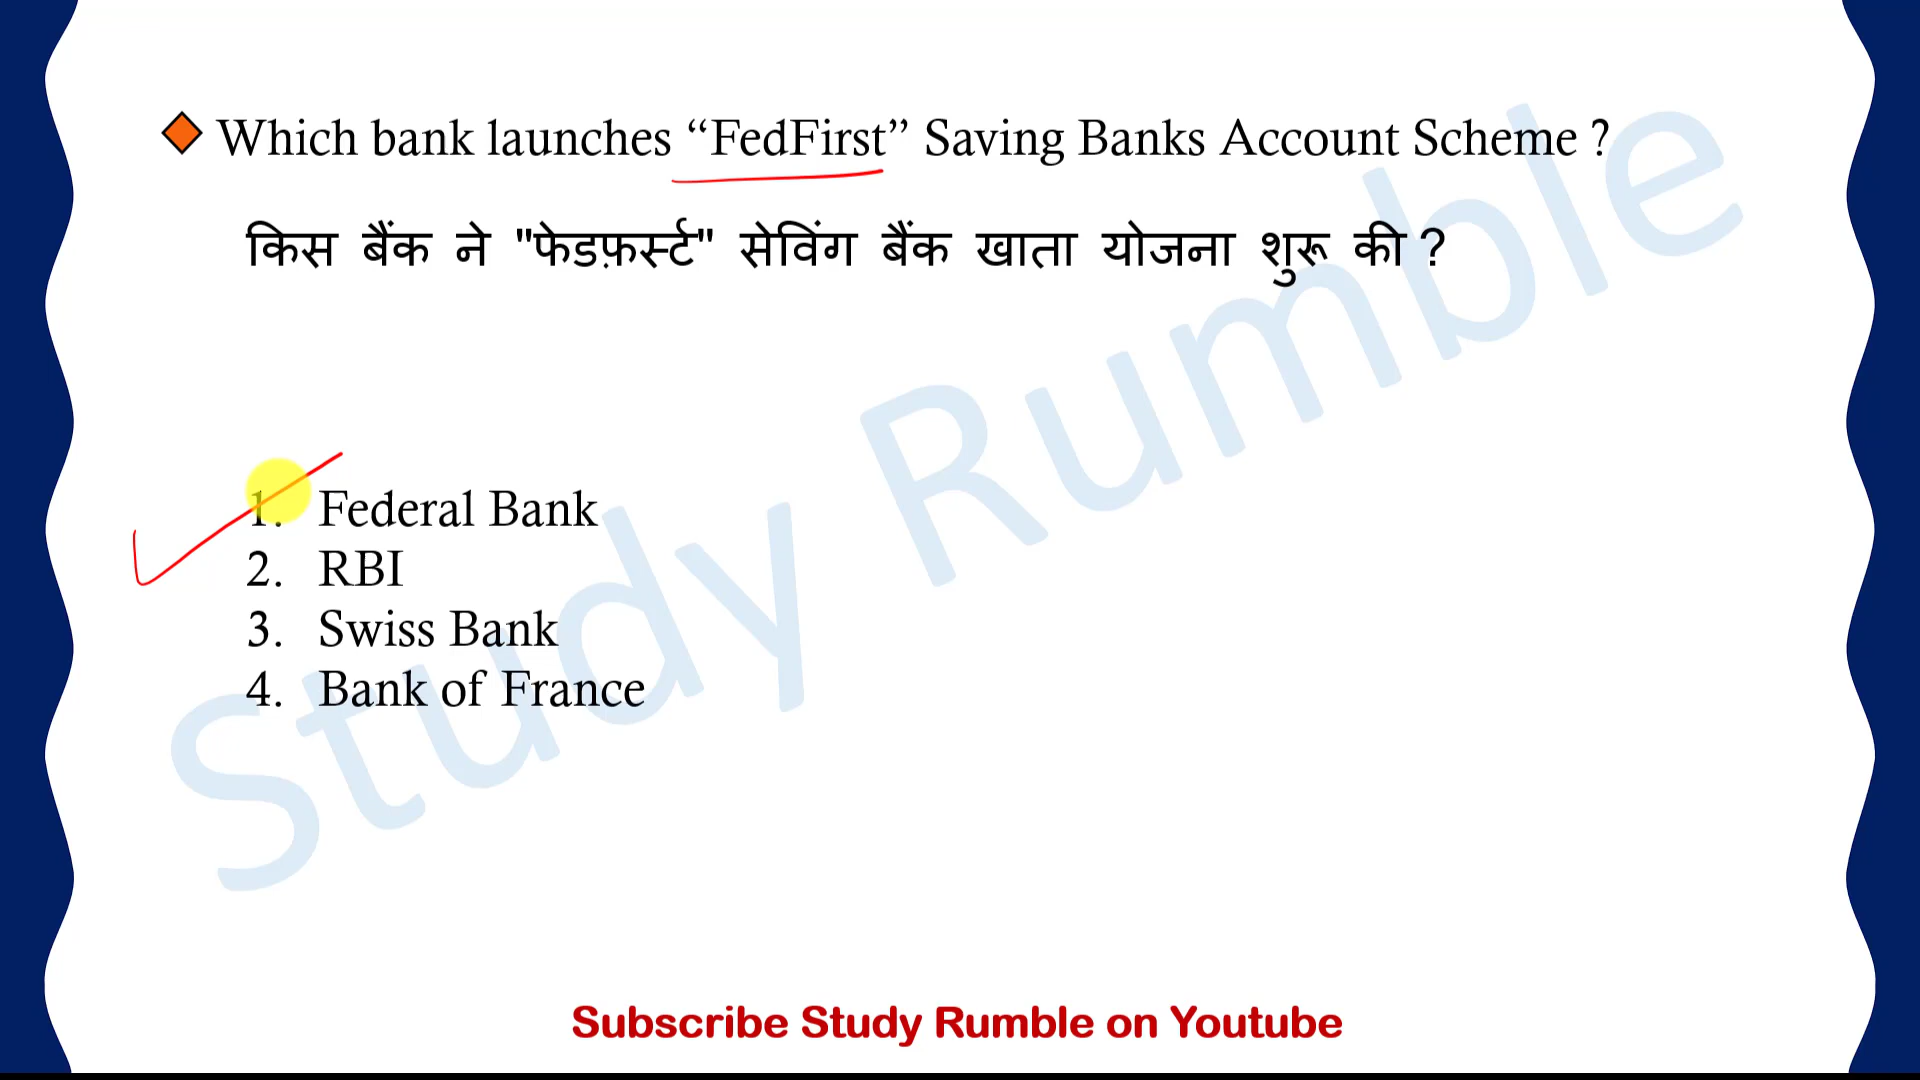 Which bank launches “FedFirst” Saving Banks Account Scheme ?
किस बैंक ने "फेडफ़र्स्ट" सेविंग बैंक खाता योजना शुरू की ?
1. Federal Bank
2. RBI
3. Swiss Bank
4. Bank of France
Study Rumble
Subscribe Study Rumble on Youtube